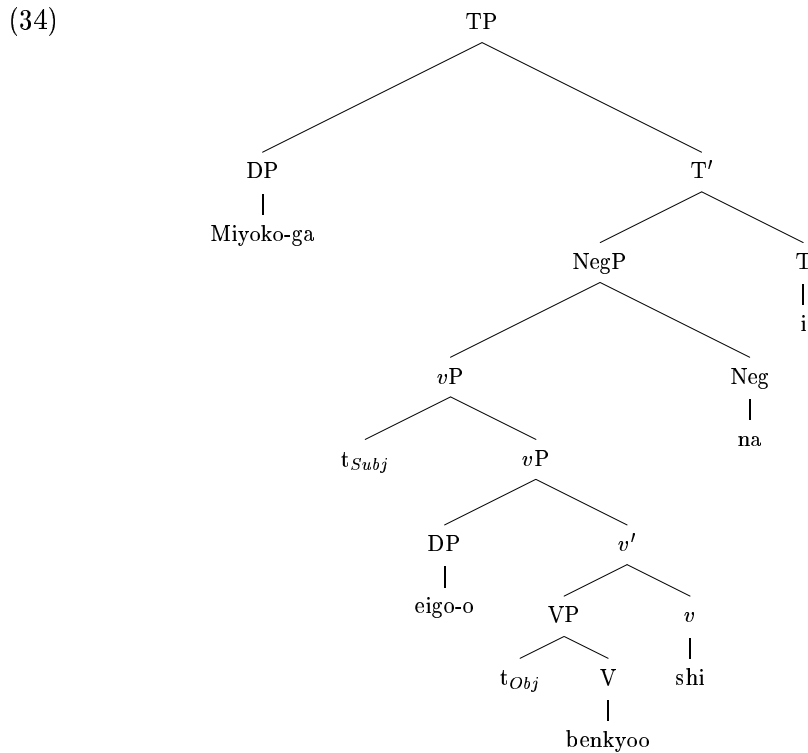 (34)
TP
DP T′
Miyoko-ga
NegP T
i
vP Neg
na
t_Subj vP
DP v′
eigo-o
VP v
t_Obj V shi
benkyoo